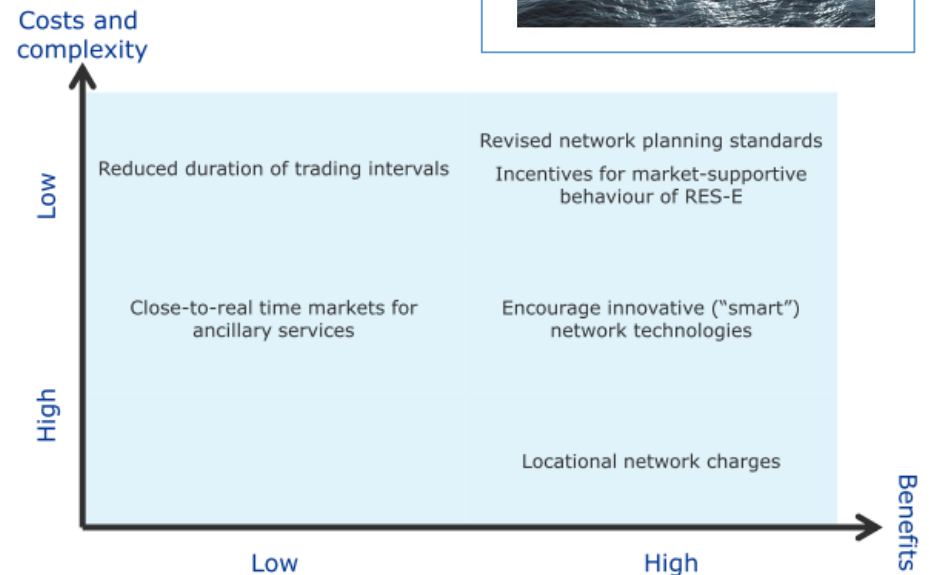 Costs and
complexity
Revised network planning standards
Reduced duration of trading intervals
Incentives for market-supportive
behaviour of RES-E
Low
Close-to-real time markets for
ancillary services
Encourage innovative (“smart”)
network technologies
High
Locational network charges
Benefits
Low
High